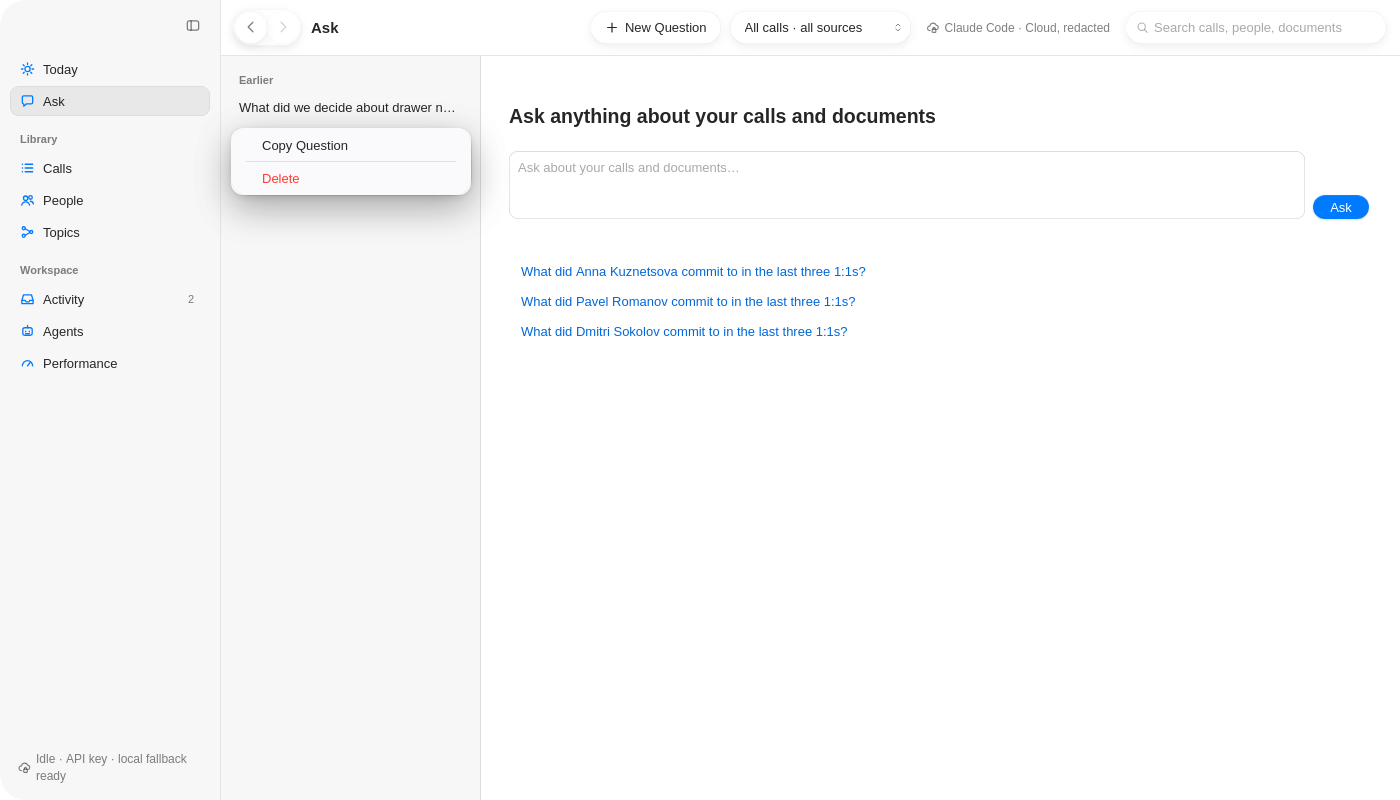 Today
Ask
Library
Calls
People
Topics
Workspace
Activity 2
Agents
Performance
Idle · API key · local fallback
ready
Ask
New Question
All calls · all sources
Claude Code · Cloud, redacted
Search calls, people, documents
Earlier
What did we decide about drawer n…
Copy Question
Delete
Ask anything about your calls and documents
Ask about your calls and documents…
Ask
What did Anna Kuznetsova commit to in the last three 1:1s?
What did Pavel Romanov commit to in the last three 1:1s?
What did Dmitri Sokolov commit to in the last three 1:1s?